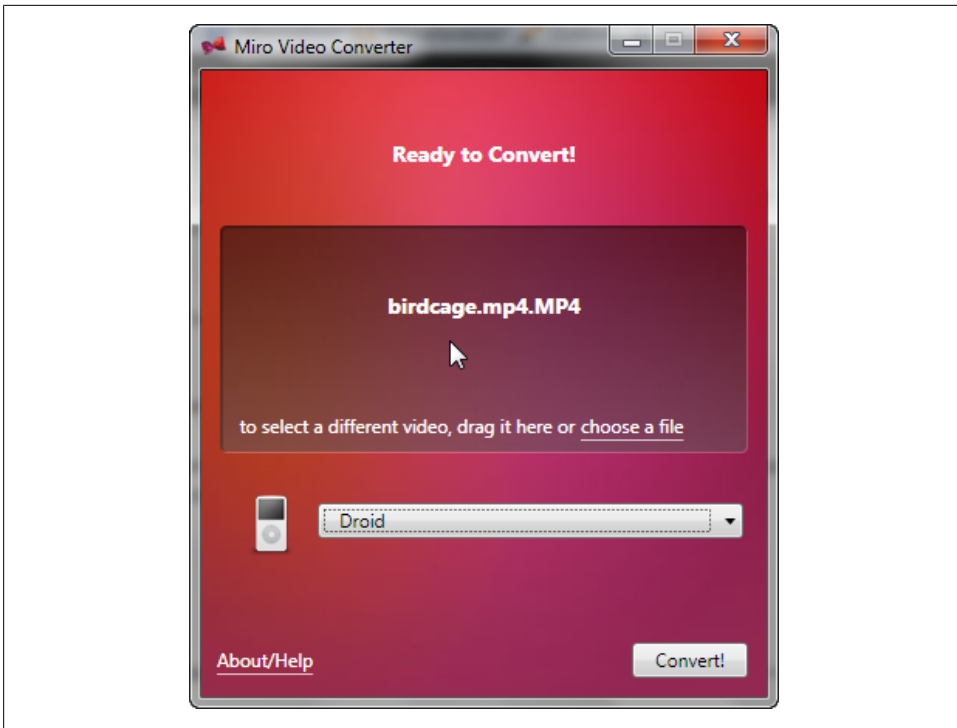 Miro Video Converter
Ready to Convert!
birdcage.mp4.MP4
to select a different video, drag it here or choose a file
Droid
About/Help
Convert!